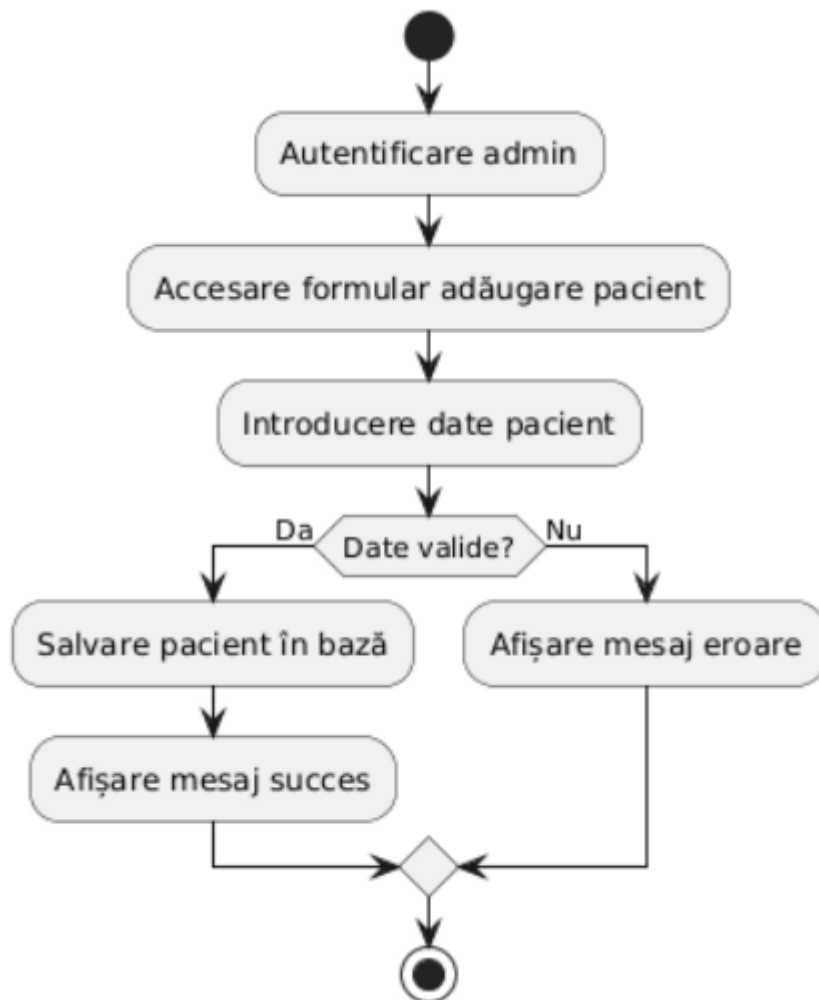 Autentificare admin
Accesare formular adăugare pacient
Introducere date pacient
Da
Date valide?
Nu
Salvare pacient în bază
Afișare mesaj eroare
Afișare mesaj succes